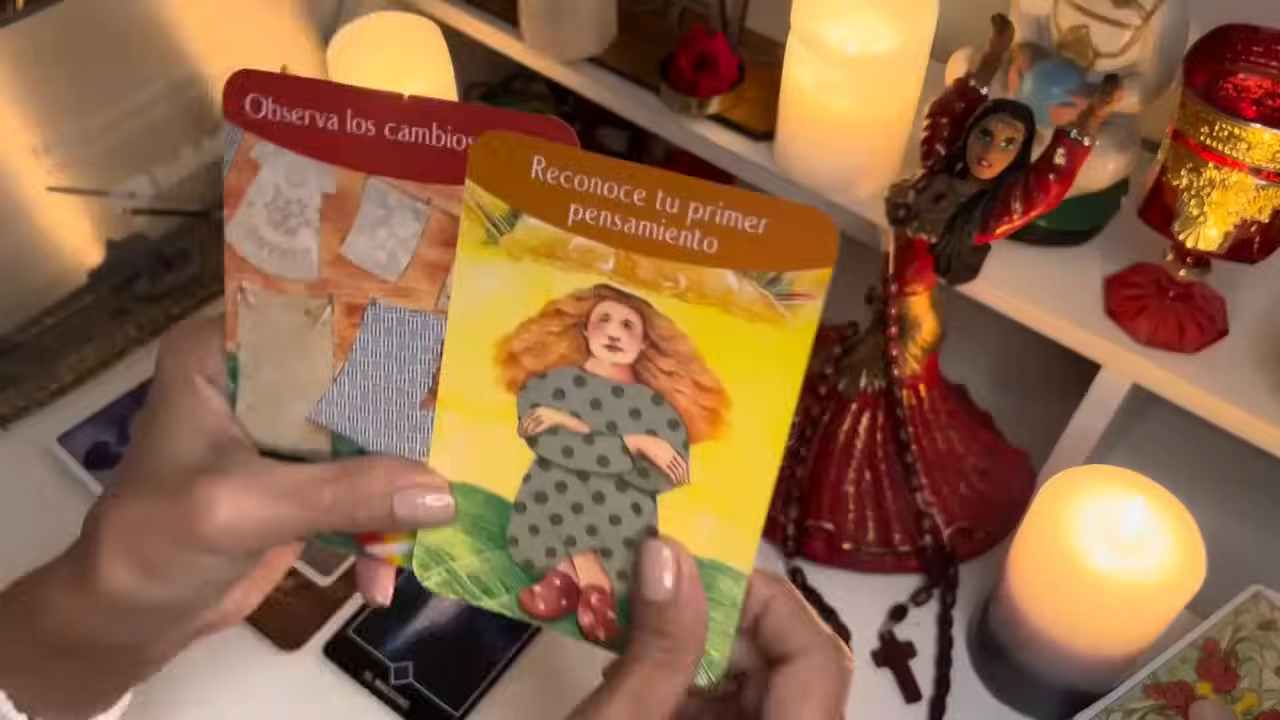 Observa los cambios
Reconoce tu primer
pensamiento